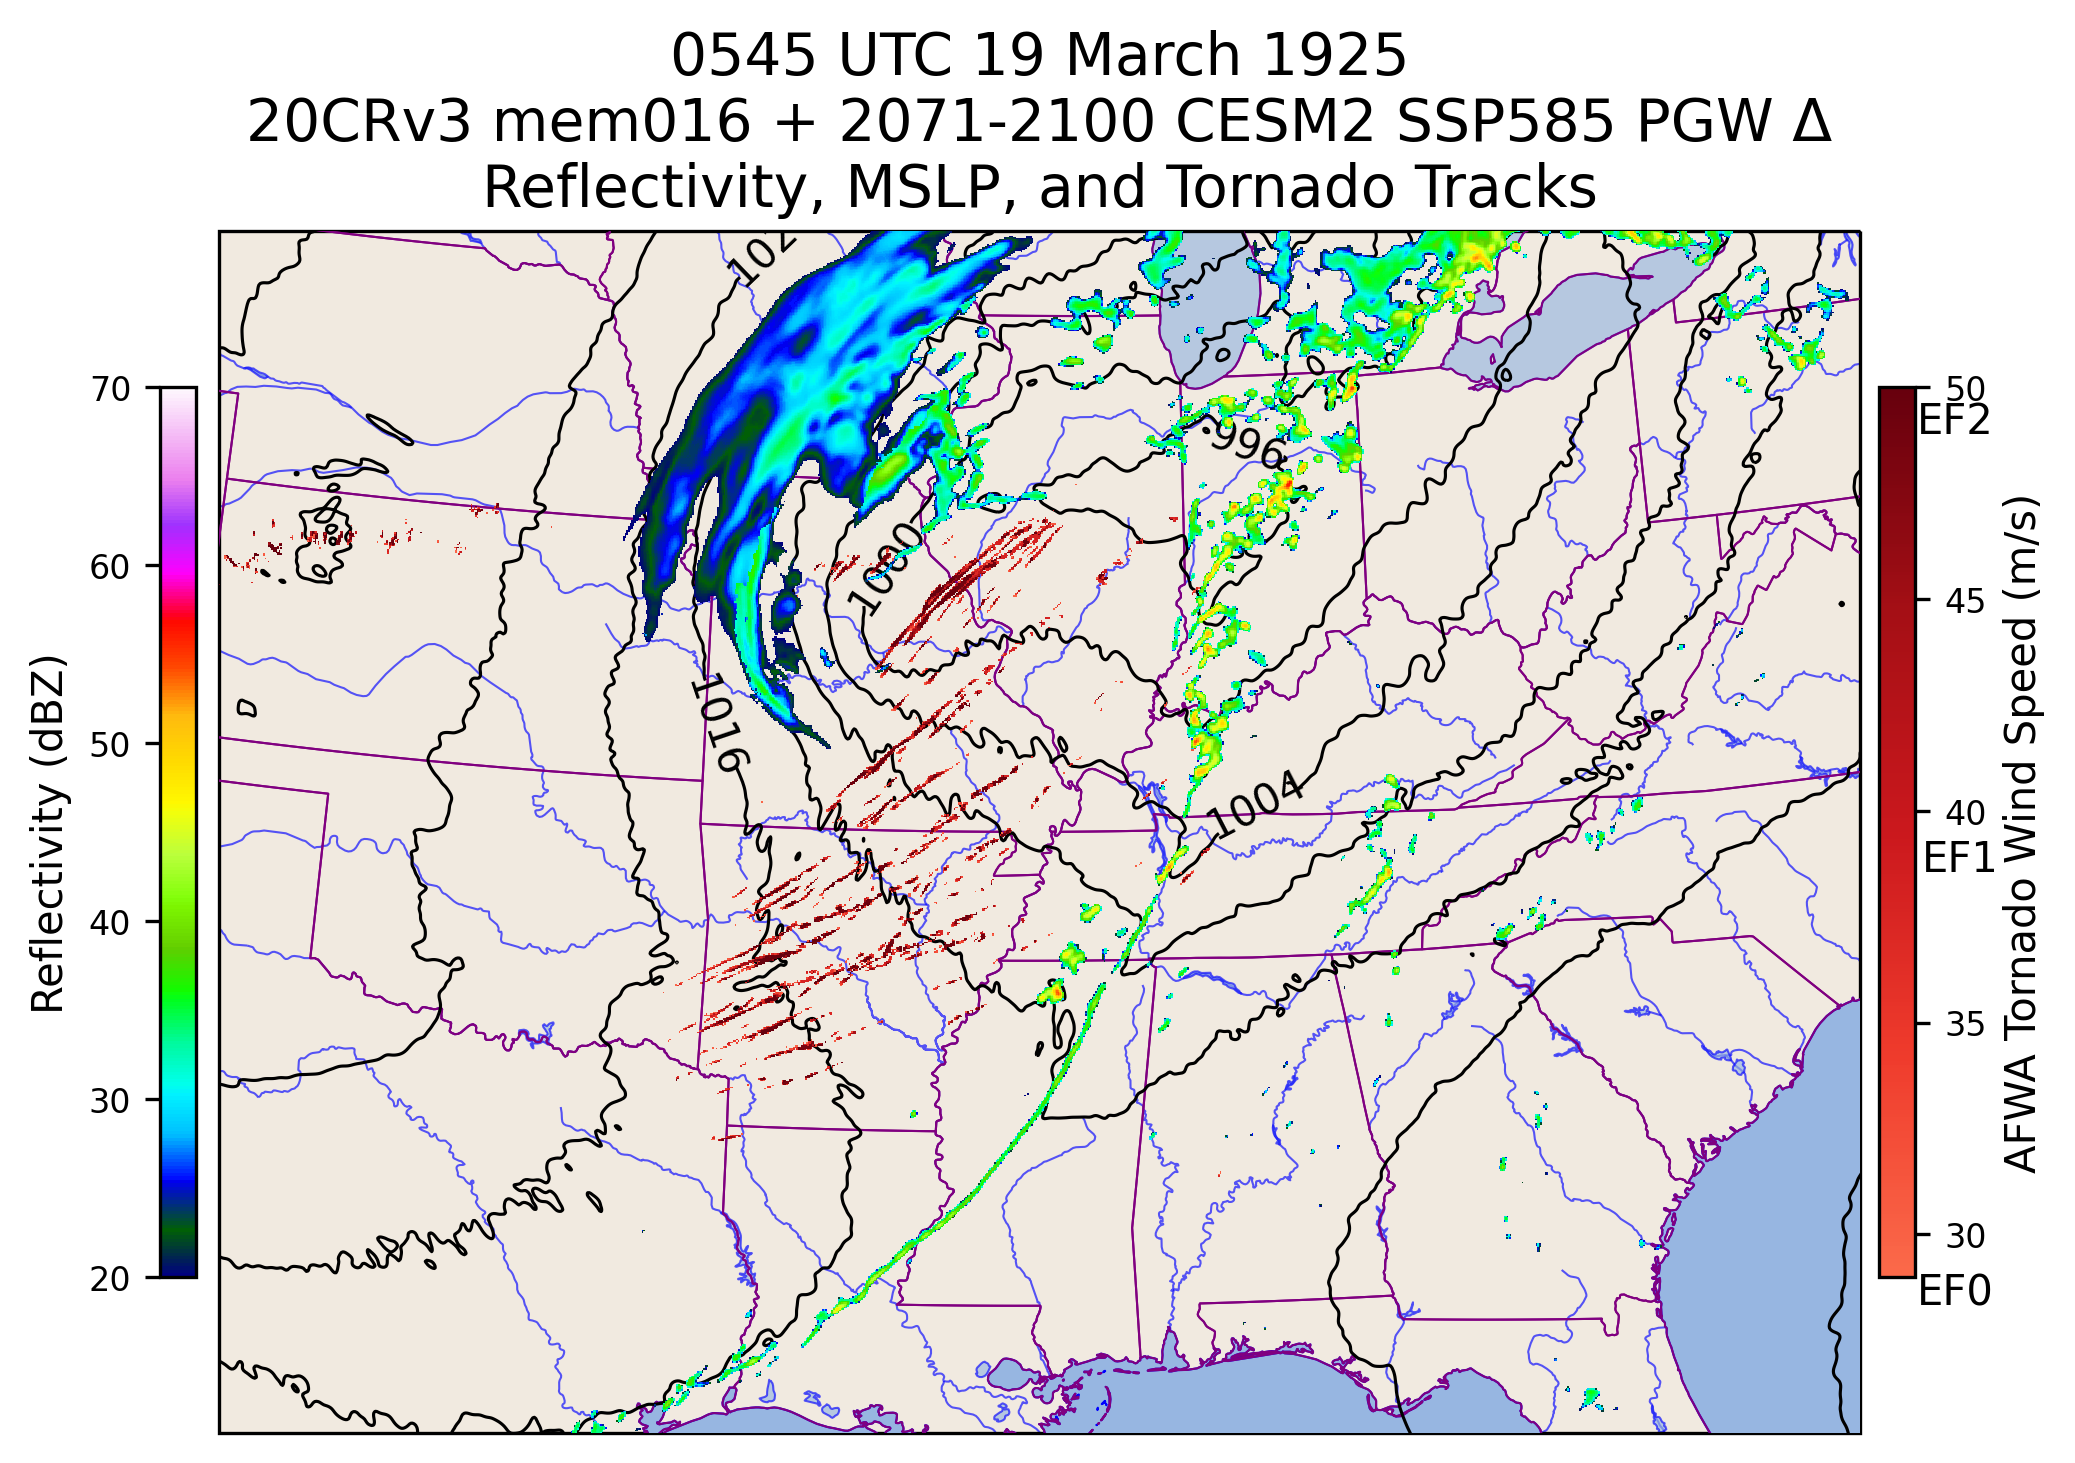 0545 UTC 19 March 1925
20CRv3 mem016 + 2071-2100 CESM2 SSP585 PGW Δ
Reflectivity, MSLP, and Tornado Tracks
Reflectivity (dBZ)
70
60
50
40
30
20
102
996
1000
1016
1004
50
EF2
45
40
EF1
35
30
EF0
AFWA Tornado Wind Speed (m/s)